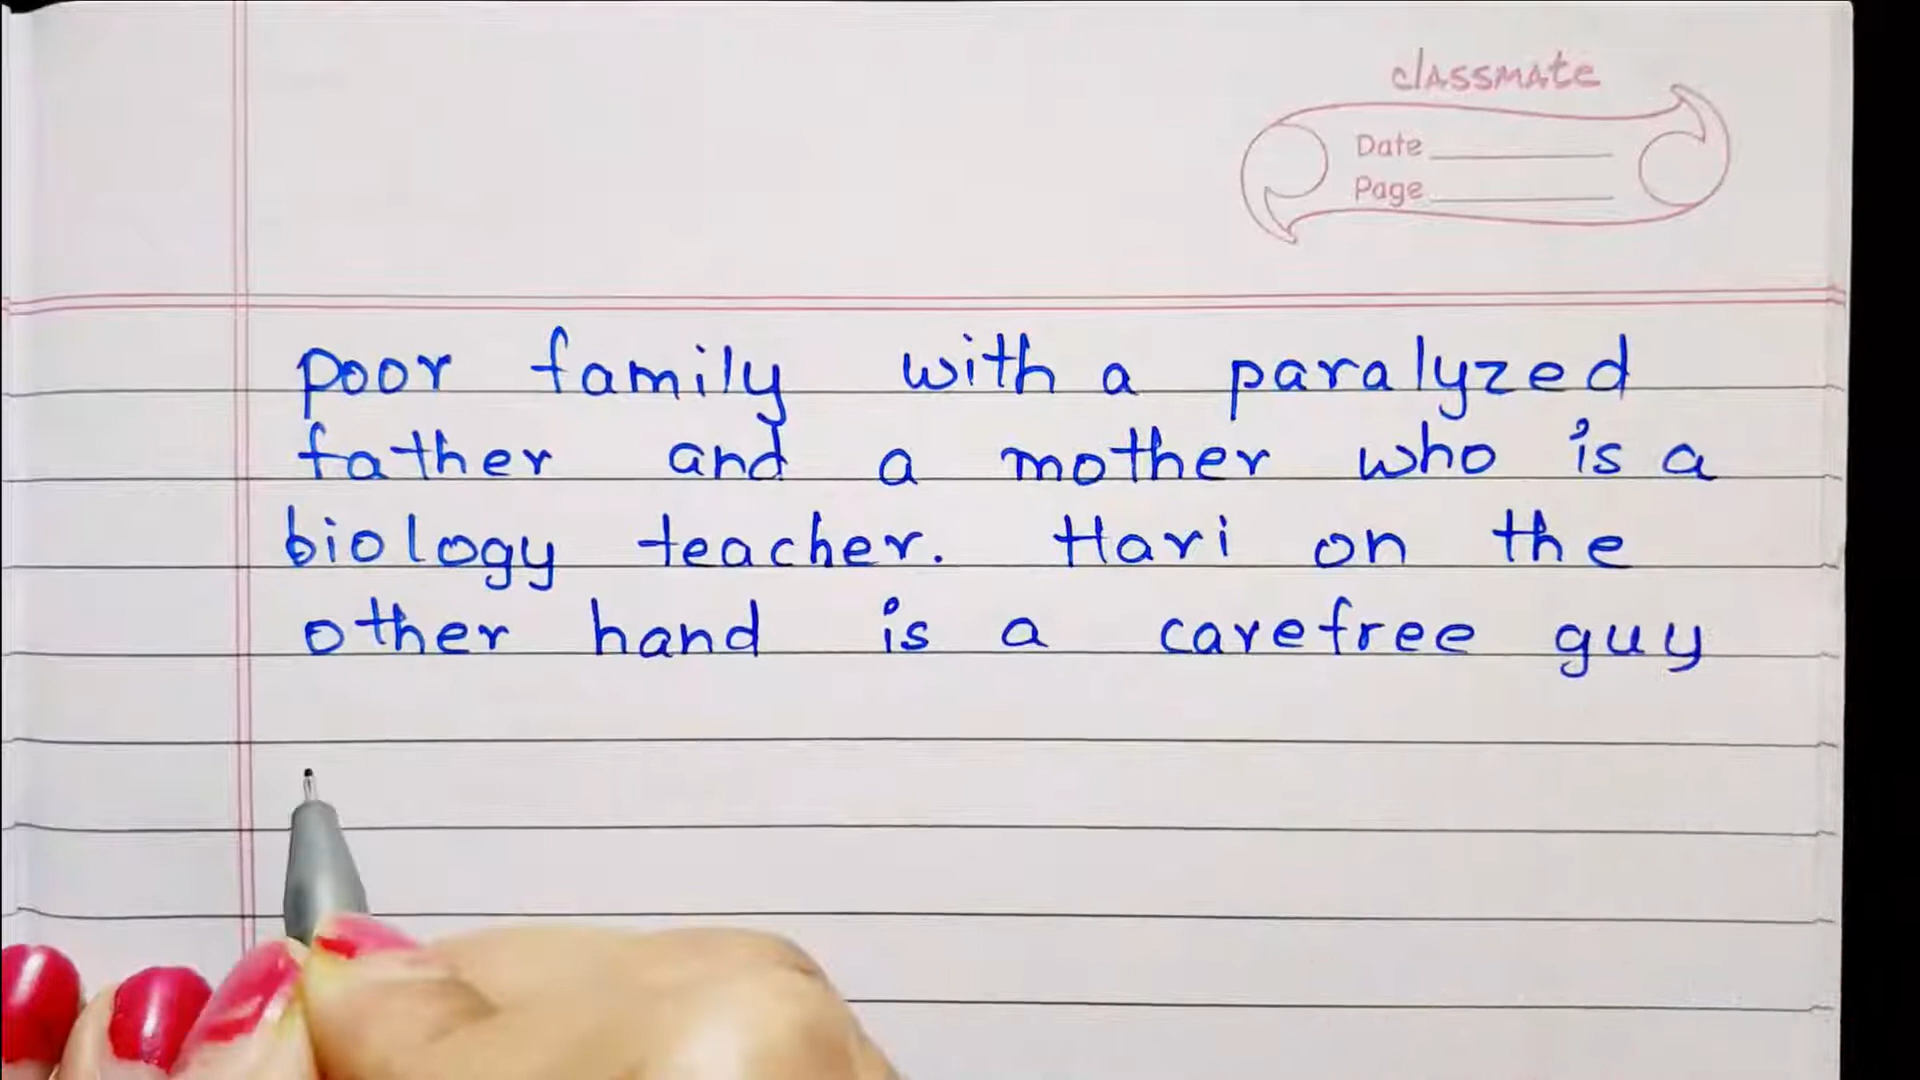 classmate
Date
Page
poor family with a paralyzed
father and a mother who is a
biology teacher. Hari on the
other hand is a carefree guy